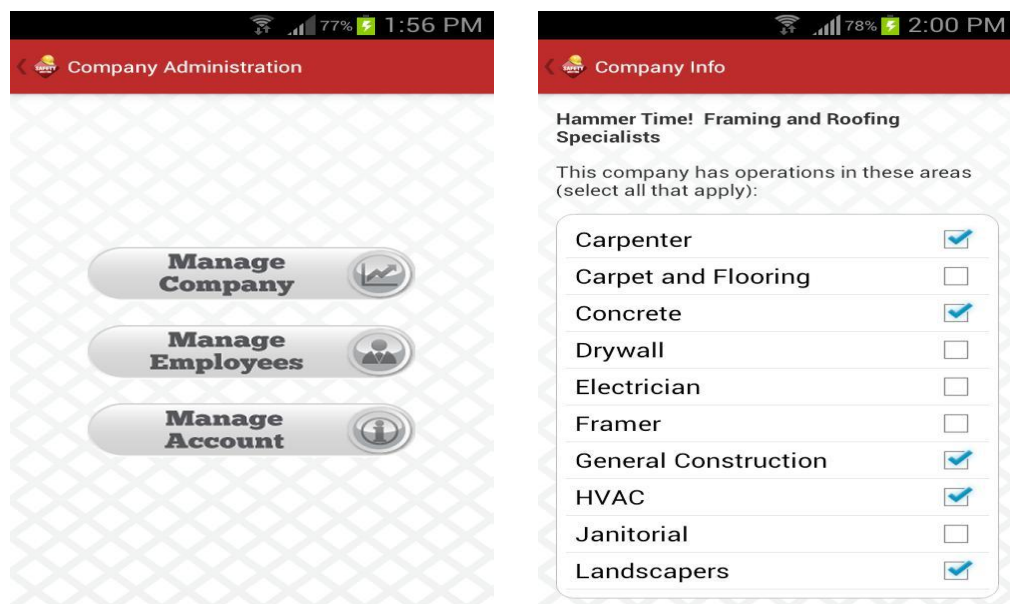 77% 1:56 PM
SAFETY
Company Administration
Manage
Company
Manage
Employees
Manage
Account
78% 2:00 PM
SAFETY
Company Info
Hammer Time!  Framing and Roofing
Specialists
This company has operations in these areas
(select all that apply):
Carpenter
Carpet and Flooring
Concrete
Drywall
Electrician
Framer
General Construction
HVAC
Janitorial
Landscapers